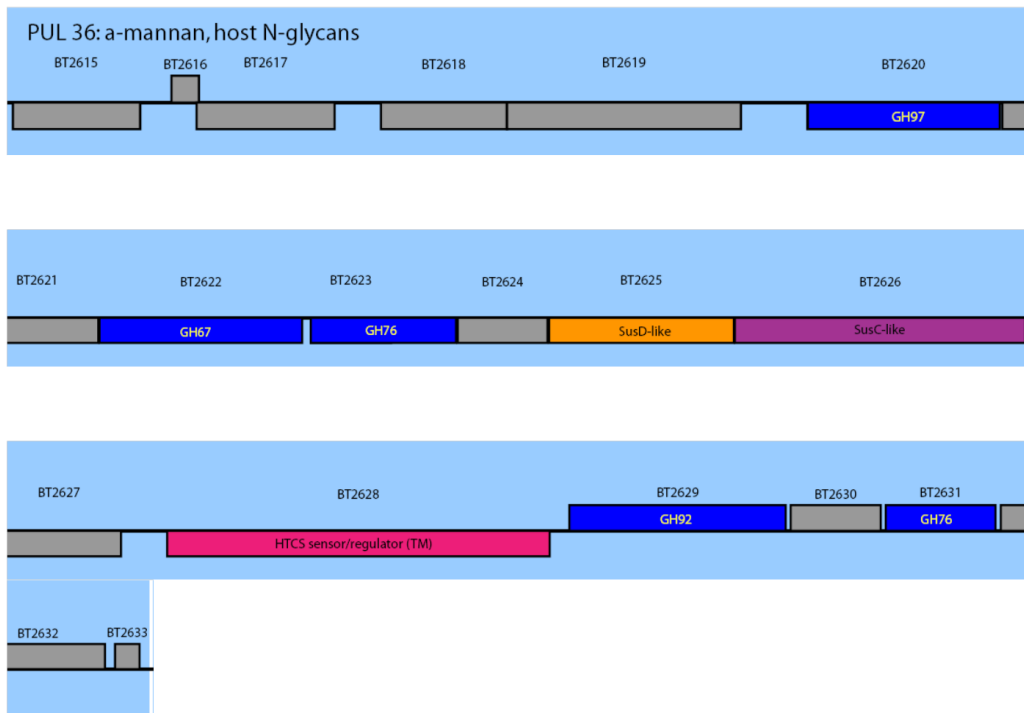 PUL 36: a-mannan, host N-glycans
BT2615 BT2616 BT2617 BT2618 BT2619 BT2620
GH97
BT2621 BT2622 BT2623 BT2624 BT2625 BT2626
GH67 GH76 SusD-like SusC-like
BT2627 BT2628 BT2629 BT2630 BT2631
GH92 GH76
HTCS sensor/regulator (TM)
BT2632 BT2633